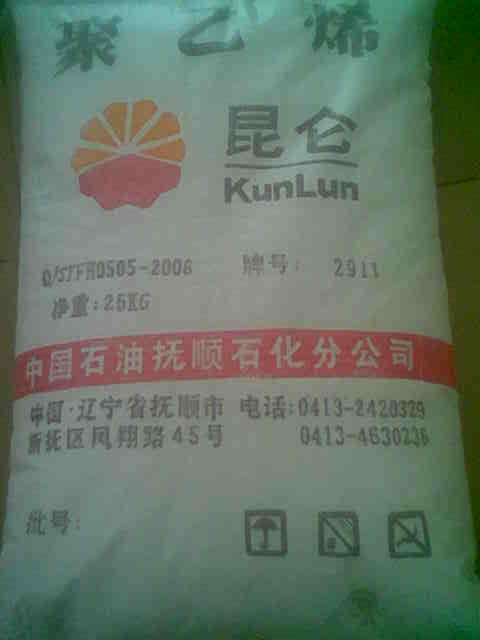 聚乙烯
昆仑
KunLun
Q/STFH0505-2006 牌号: 2911
净重:25KG
中国石油抚顺石化分公司
中国·辽宁省抚顺市 电话:0413-2420329
新抚区凤翔路45号 0413-4630236
批号: